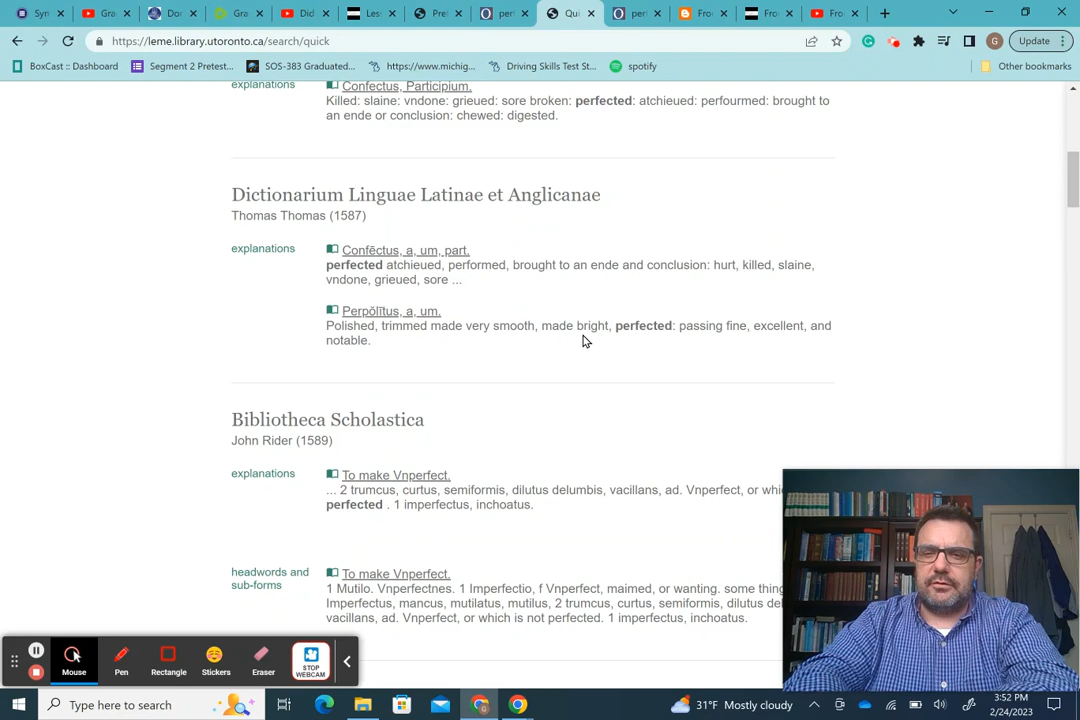 Syn
Gra
Dor
Gra
Did
Less
Prel
perf
Quic
perf
Fro
Fro
Fro
https://leme.library.utoronto.ca/search/quick
G
Update
BoxCast :: Dashboard
Segment 2 Pretest...
SOS-383 Graduated...
https://www.michig...
Driving Skills Test St...
spotify
Other bookmarks
explanations
Confectus, Participium.
Killed: slaine: vndone: grieued: sore broken: perfected: atchieued: perfourmed: brought to
an ende or conclusion: chewed: digested.
Dictionarium Linguae Latinae et Anglicanae
Thomas Thomas (1587)
explanations
Confēctus, a, um, part.
perfected atchieued, performed, brought to an ende and conclusion: hurt, killed, slaine,
vndone, grieued, sore ...
Perpŏlītus, a, um.
Polished, trimmed made very smooth, made bright, perfected: passing fine, excellent, and
notable.
Bibliotheca Scholastica
John Rider (1589)
explanations
To make Vnperfect.
... 2 trumcus, curtus, semiformis, dilutus delumbis, vacillans, ad. Vnperfect, or whi
perfected . 1 imperfectus, inchoatus.
headwords and
sub-forms
To make Vnperfect.
1 Mutilo. Vnperfectnes. 1 Imperfectio, f Vnperfect, maimed, or wanting. some thing
Imperfectus, mancus, mutilatus, mutilus, 2 trumcus, curtus, semiformis, dilutus del
vacillans, ad. Vnperfect, or which is not perfected. 1 imperfectus, inchoatus.
Mouse
Pen
Rectangle
Stickers
Eraser
STOP
WEBCAM
Type here to search
31°F Mostly cloudy
3:52 PM
2/24/2023